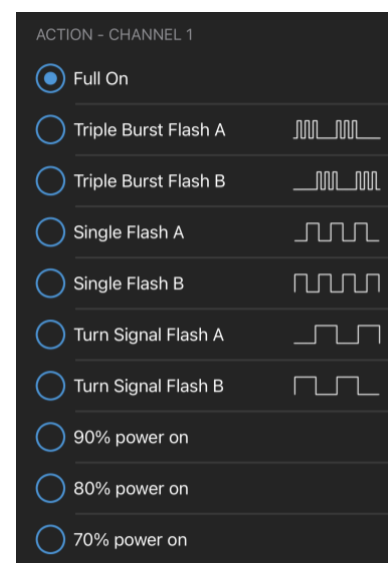 ACTION - CHANNEL 1
Full On
Triple Burst Flash A
Triple Burst Flash B
Single Flash A
Single Flash B
Turn Signal Flash A
Turn Signal Flash B
90% power on
80% power on
70% power on